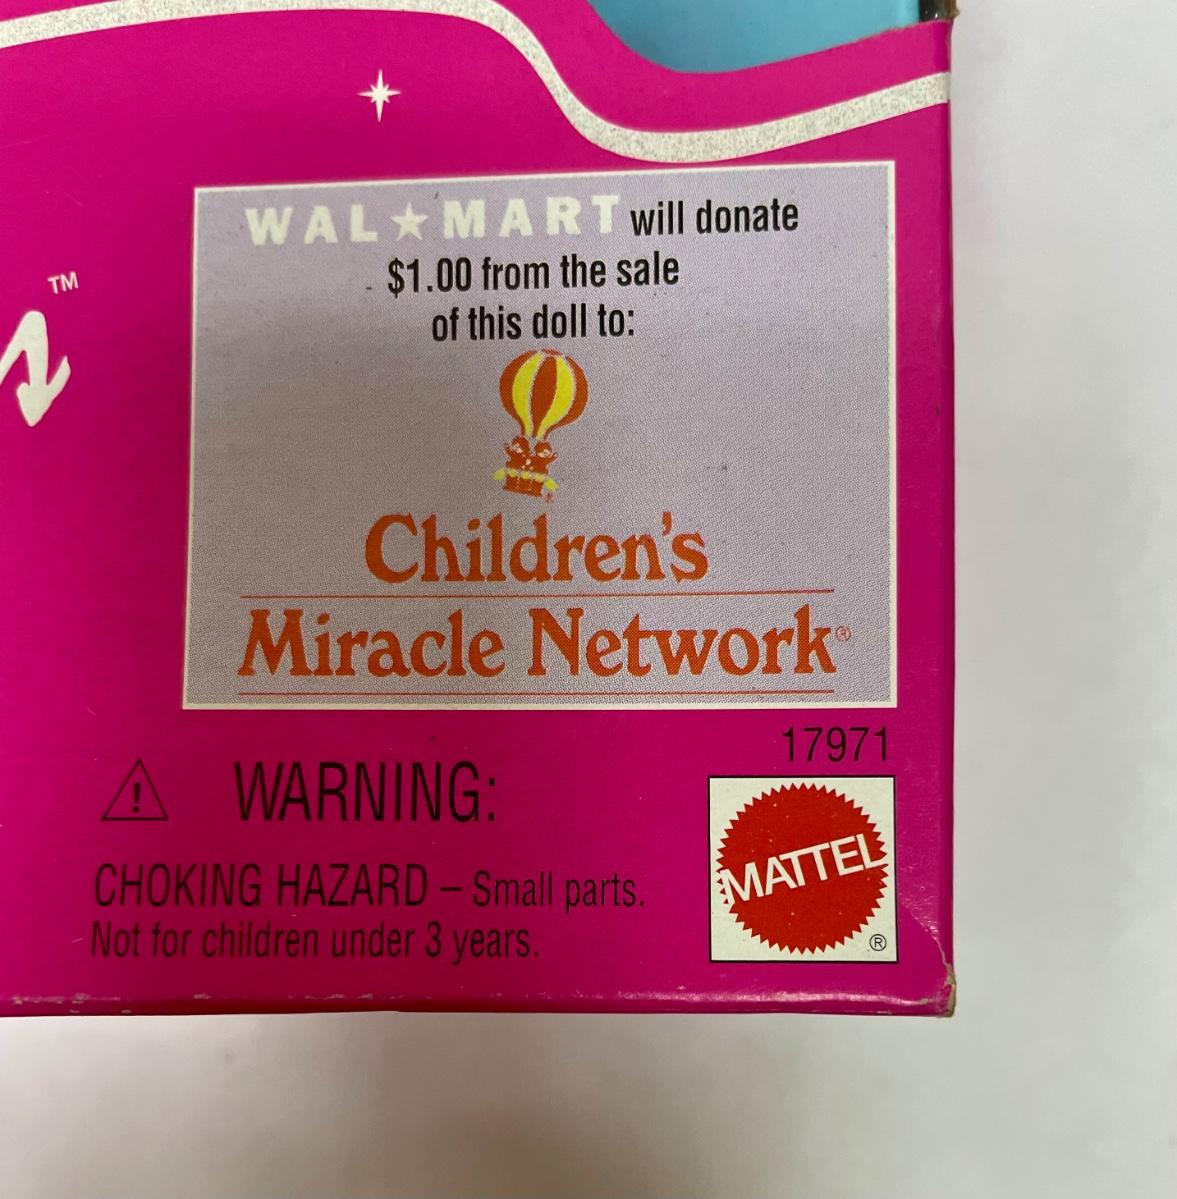 WAL★MART will donate
$1.00 from the sale
of this doll to:
Children's
Miracle Network®
™
17971
⚠ WARNING:
CHOKING HAZARD – Small parts.
Not for children under 3 years.
MATTEL
®